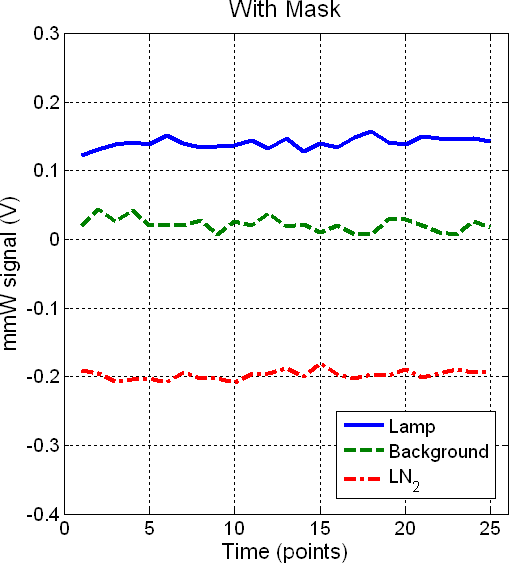 With Mask
mmW signal (V)
0.3
0.2
0.1
0
-0.1
-0.2
-0.3
-0.4
0 5 10 15 20 25
Time (points)
Lamp
Background
LN₂